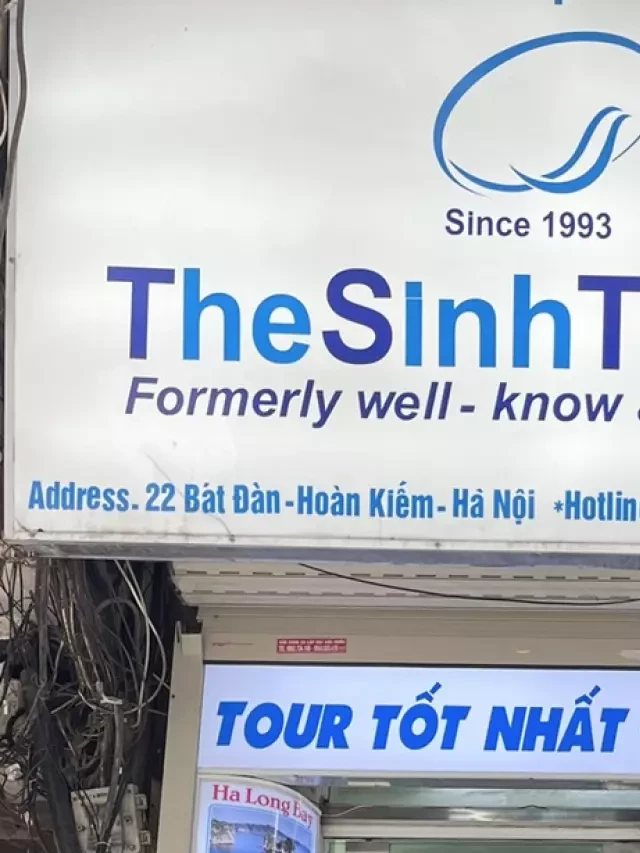 Since 1993
TheSinhT
Formerly well - know
Address. 22 Bát Đàn - Hoàn Kiếm - Hà Nội *Hotlin
TOUR TỐT NHẤT
Ha Long Bay